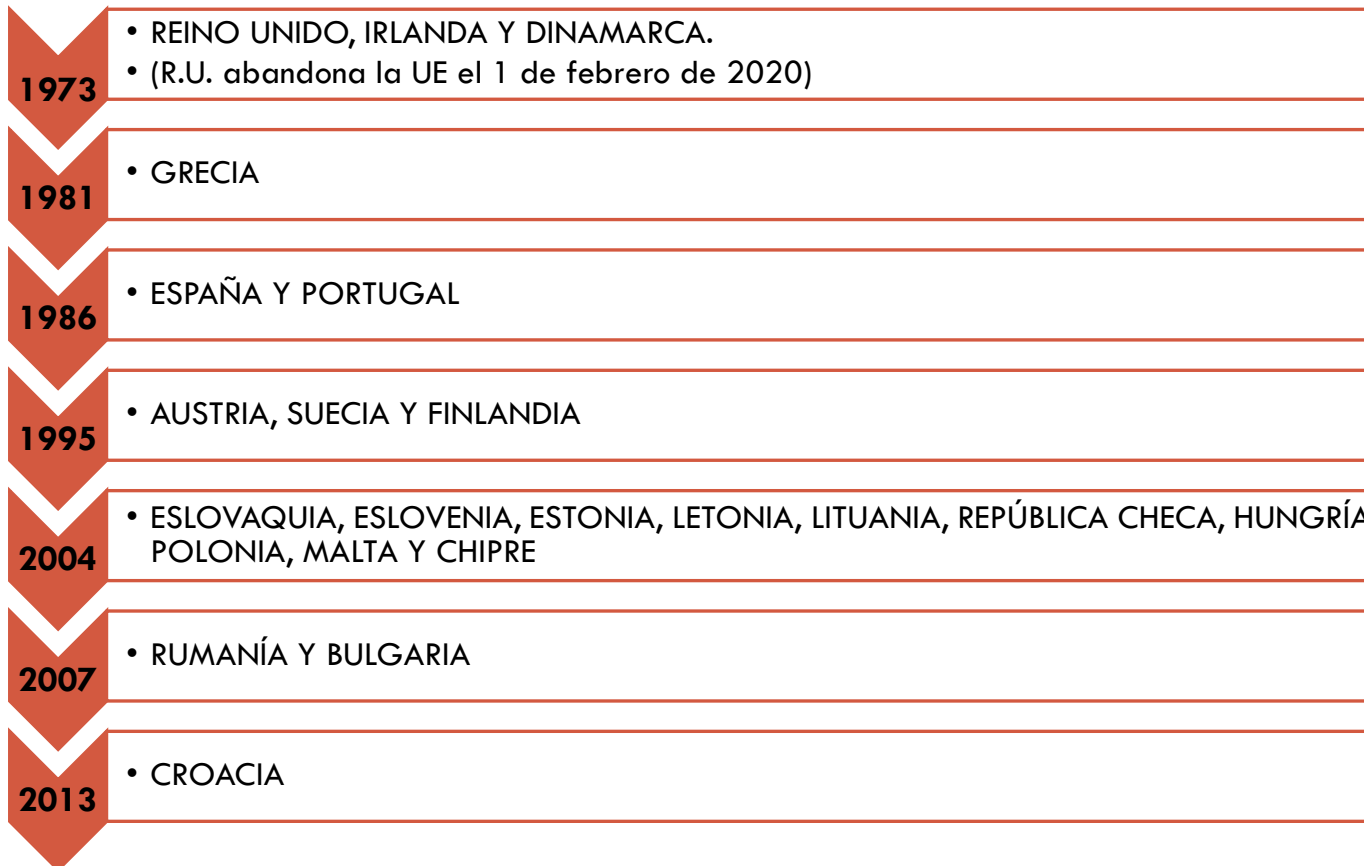 1973
• REINO UNIDO, IRLANDA Y DINAMARCA.
• (R.U. abandona la UE el 1 de febrero de 2020)
1981
• GRECIA
1986
• ESPAÑA Y PORTUGAL
1995
• AUSTRIA, SUECIA Y FINLANDIA
2004
• ESLOVAQUIA, ESLOVENIA, ESTONIA, LETONIA, LITUANIA, REPÚBLICA CHECA, HUNGRÍA
POLONIA, MALTA Y CHIPRE
2007
• RUMANÍA Y BULGARIA
2013
• CROACIA